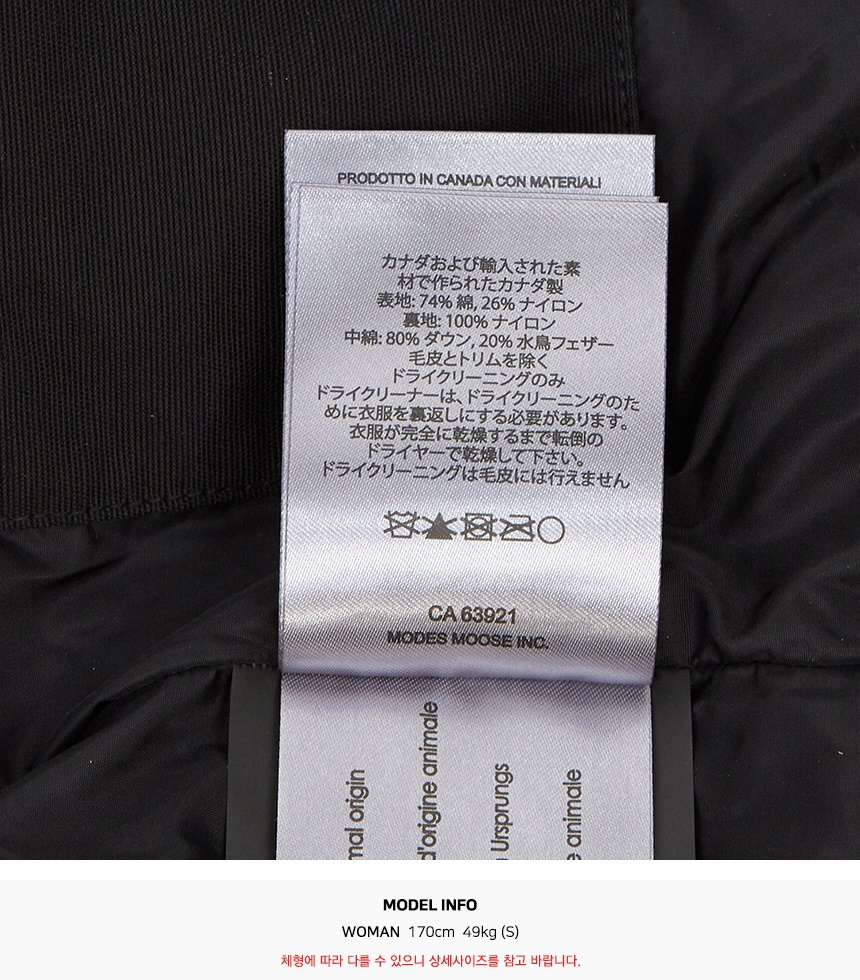 PRODOTTO IN CANADA CON MATERIALI
カナダおよび輸入された素
材で作られたカナダ製
表地: 74% 綿, 26% ナイロン
裏地: 100% ナイロン
中綿: 80% ダウン, 20% 水鳥フェザー
毛皮とトリムを除く
ドライクリーニングのみ
ドライクリーナーは、ドライクリーニングのた
めに衣服を裏返しにする必要があります。
衣服が完全に乾燥するまで転倒の
ドライヤーで乾燥して下さい。
ドライクリーニングは毛皮には行えません
CA 63921
MODES MOOSE INC.
mal origin
d'origine animale
Ursprungs
e animale
MODEL INFO
WOMAN 170cm 49kg (S)
체형에 따라 다를 수 있으니 상세사이즈를 참고 바랍니다.